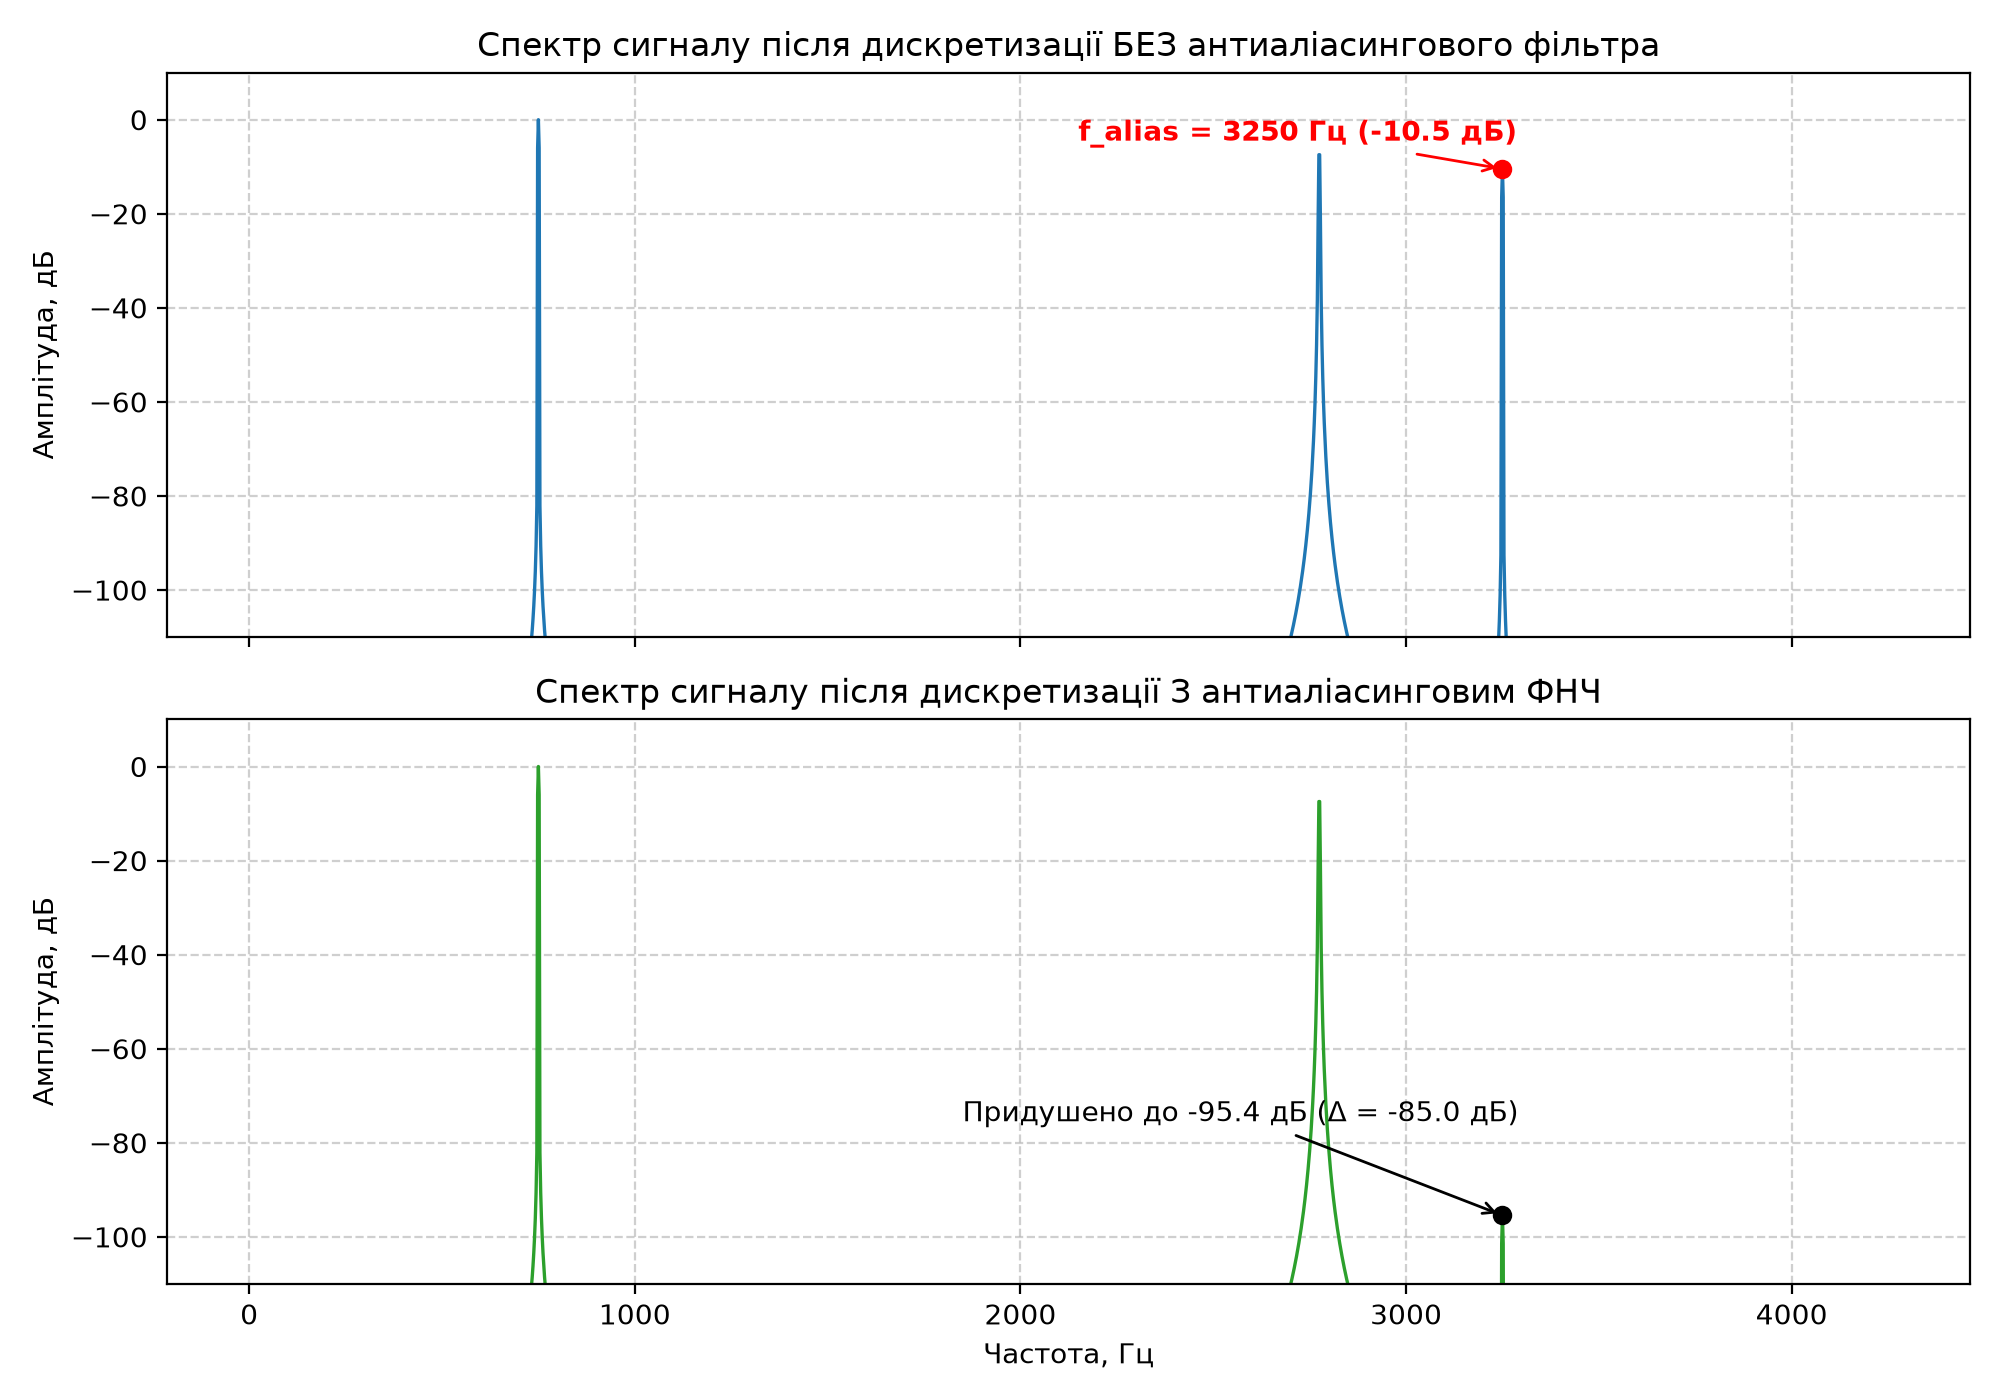 Спектр сигналу після дискретизації БЕЗ антиаліасингового фільтра
f_alias = 3250 Гц (-10.5 дБ)
Амплітуда, дБ
0
−20
−40
−60
−80
−100
Спектр сигналу після дискретизації З антиаліасинговим ФНЧ
Придушено до -95.4 дБ (Δ = -85.0 дБ)
Амплітуда, дБ
0
−20
−40
−60
−80
−100
0 1000 2000 3000 4000
Частота, Гц